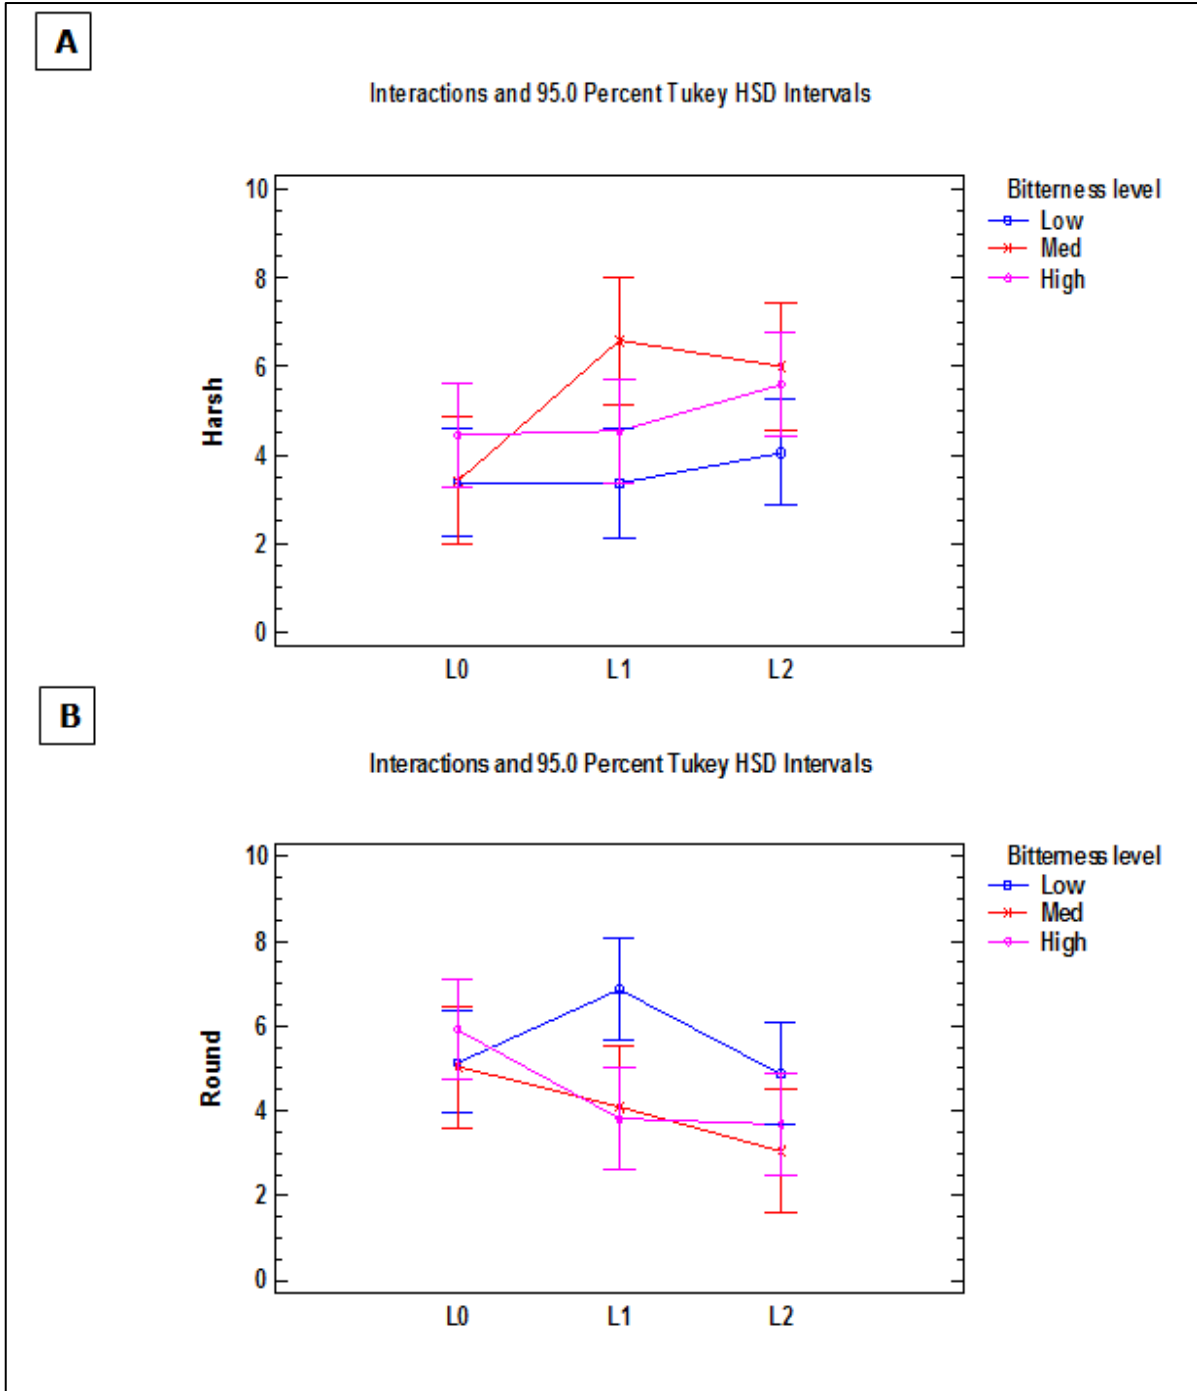 A
Interactions and 95.0 Percent Tukey HSD Intervals
Bitterness level
Low
Med
High
10
8
6
4
2
0
Harsh
L0
L1
L2
B
Interactions and 95.0 Percent Tukey HSD Intervals
Bitterness level
Low
Med
High
10
8
6
4
2
0
Round
L0
L1
L2